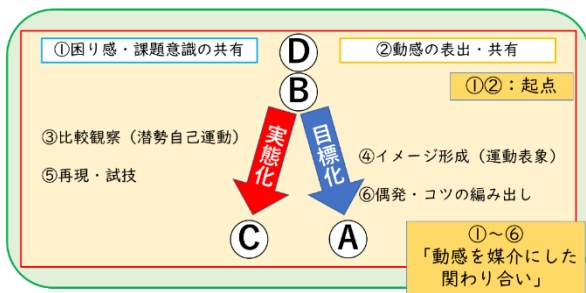 ①困り感・課題意識の共有
D
②動感の表出・共有
B
①②：起点
③比較観察（潜勢自己運動）
実態化
目標化
④イメージ形成（運動表象）
⑤再現・試技
⑥偶発・コツの編み出し
C
A
①～⑥
「動感を媒介にした
関わり合い」